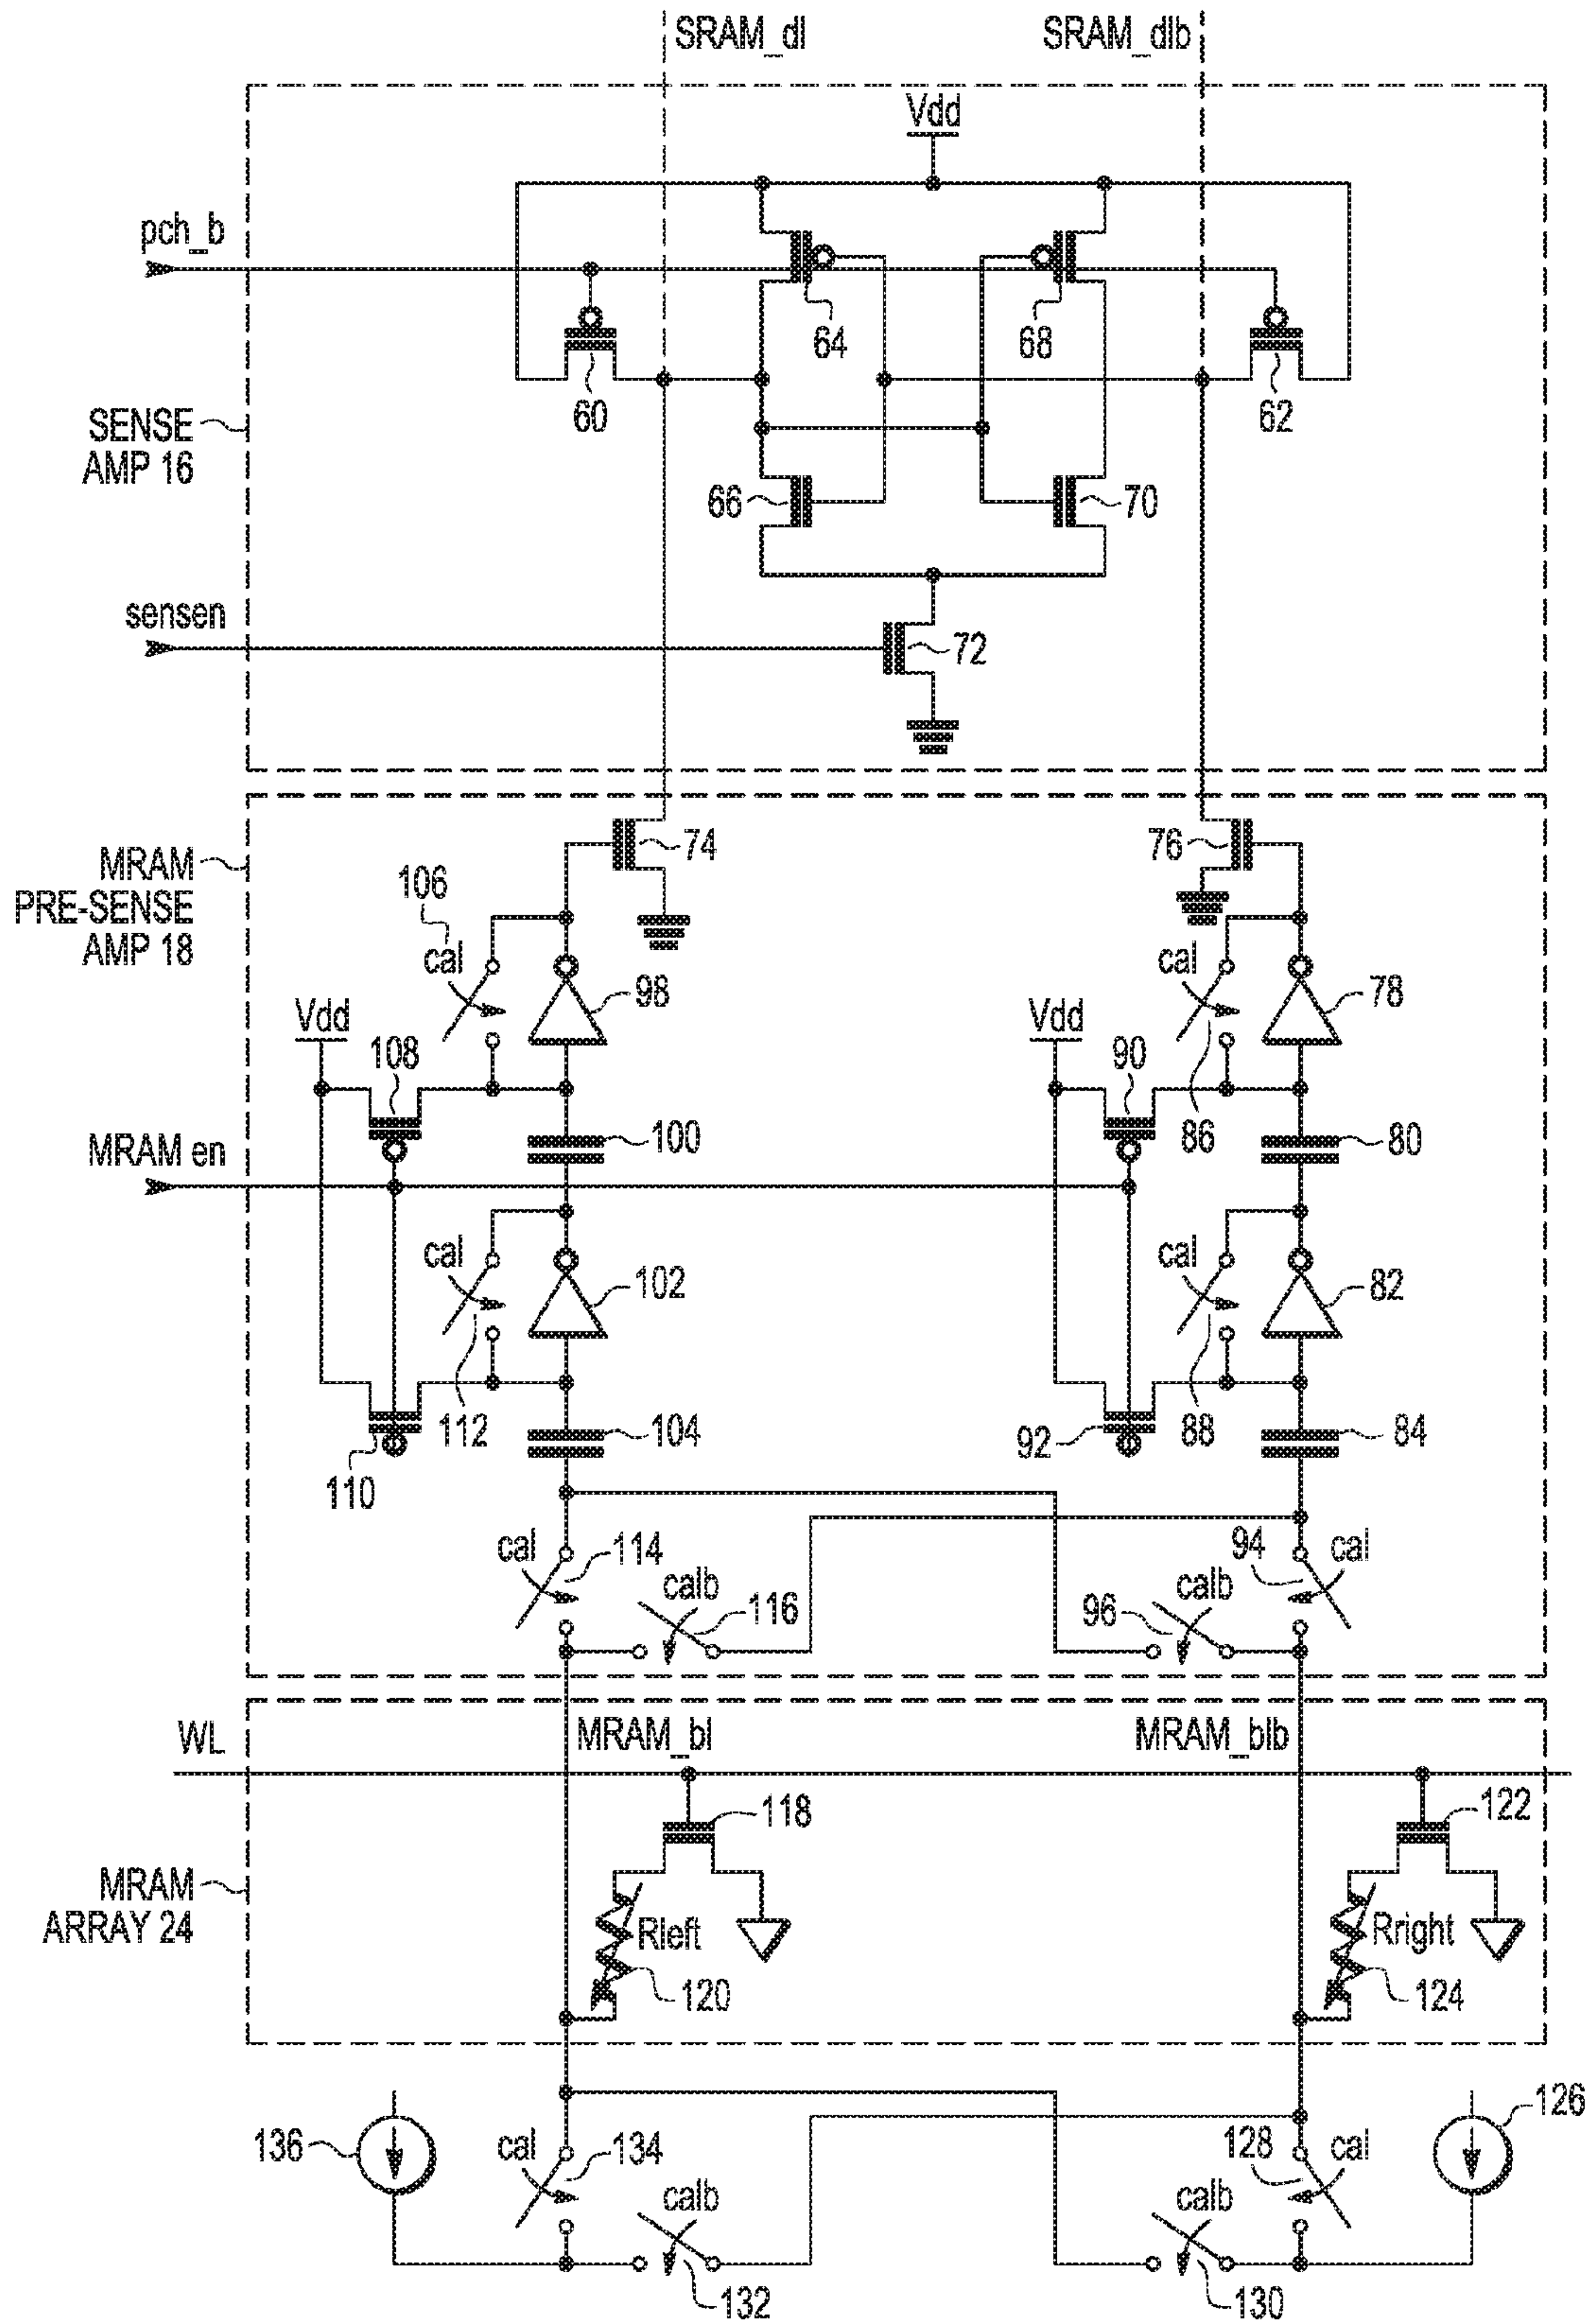 SRAM_dl
SRAM_dlb
Vdd
pch_b
64
68
60
62
SENSE
AMP 16
66
70
sensen
72
MRAM
PRE-SENSE
AMP 18
74
76
106
cal
98
cal
78
Vdd
108
Vdd
90
86
100
80
MRAM en
cal
102
cal
82
112
104
88
84
110
92
cal
114
calb
116
96
calb
94
cal
WL
MRAM_bl
MRAM_blb
118
122
MRAM
ARRAY 24
Rleft
Rright
120
124
136
cal
134
calb
132
128
cal
calb
130
126